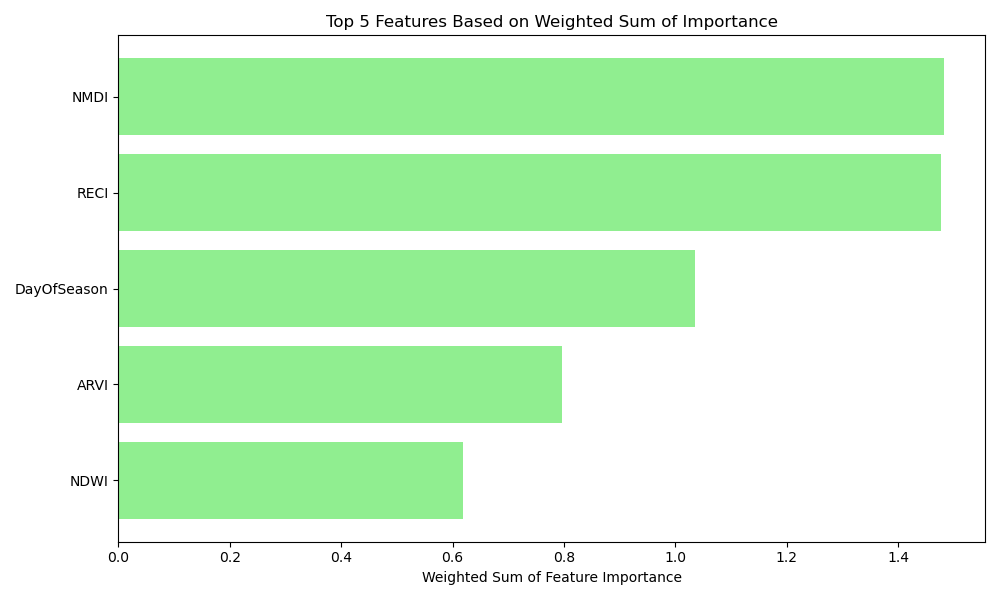 Top 5 Features Based on Weighted Sum of Importance
NMDI
RECI
DayOfSeason
ARVI
NDWI
0.0 0.2 0.4 0.6 0.8 1.0 1.2 1.4
Weighted Sum of Feature Importance